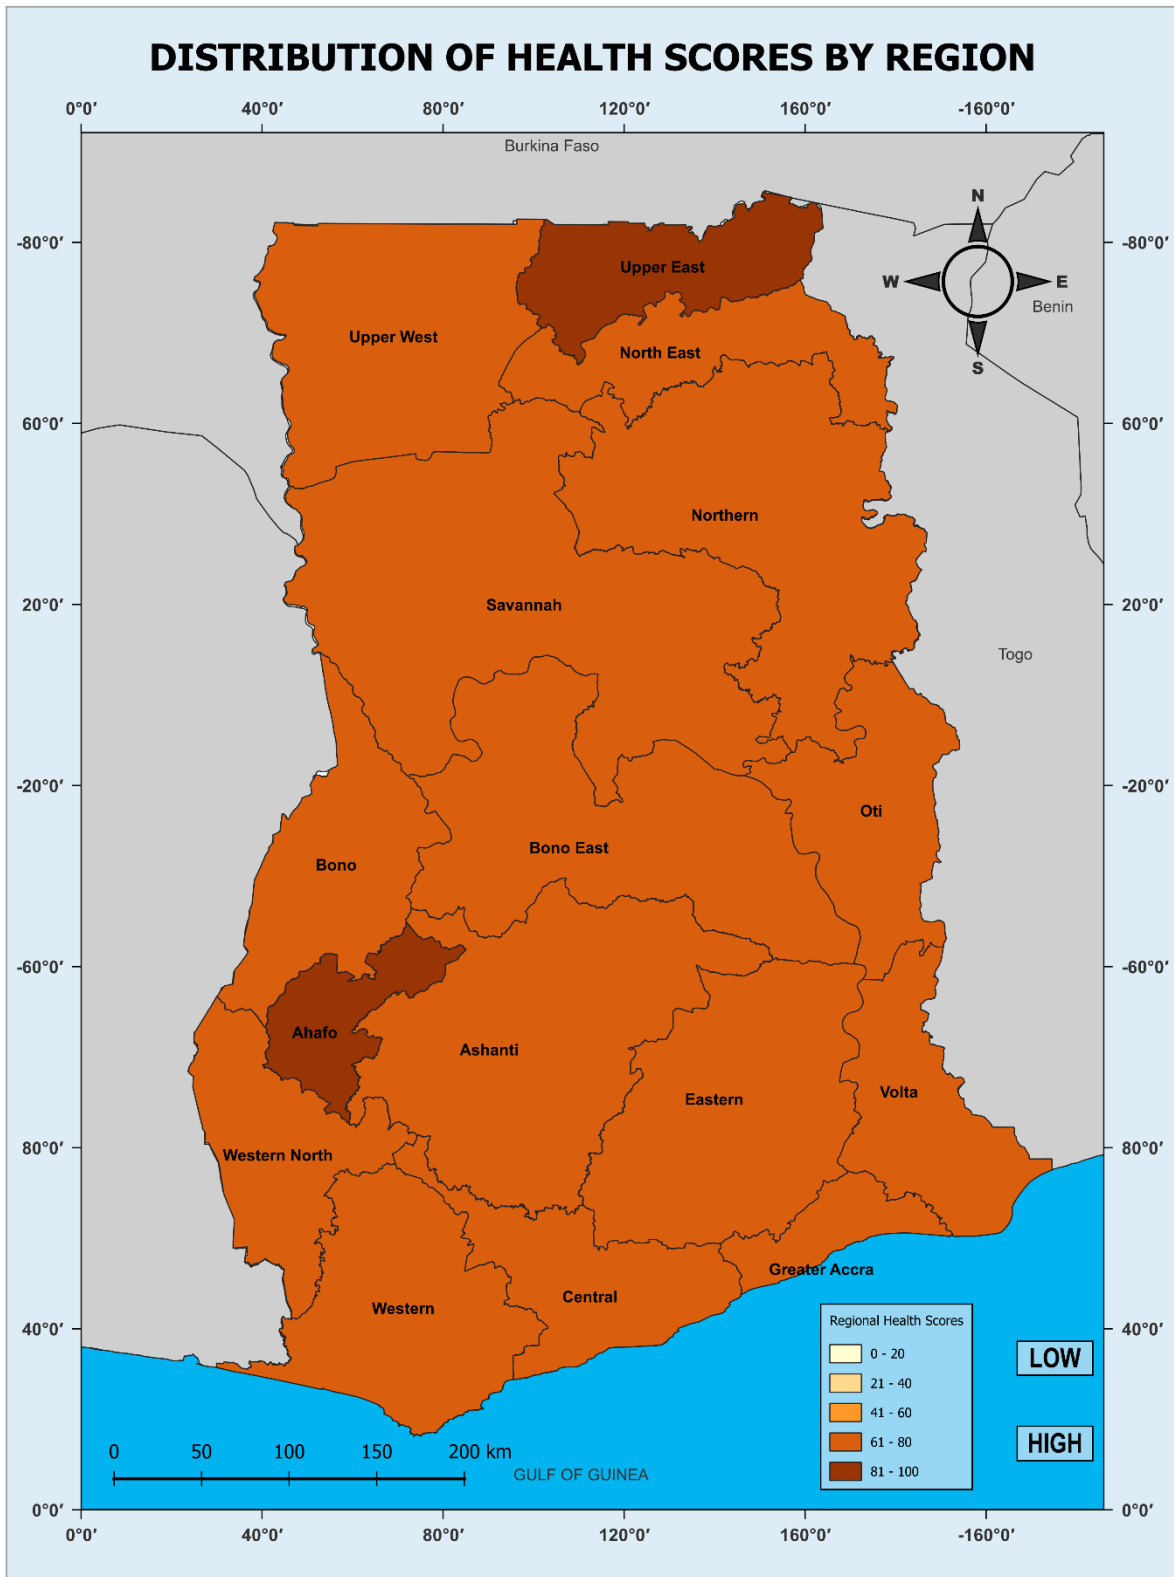 DISTRIBUTION OF HEALTH SCORES BY REGION
0°0′ 40°0′ 80°0′ 120°0′ 160°0′ -160°0′
Burkina Faso
N
-80°0′ -80°0′
Upper East
W E
Benin
Upper West
North East
S
60°0′ 60°0′
Northern
20°0′ 20°0′
Savannah
Togo
-20°0′ -20°0′
Oti
Bono East
Bono
-60°0′ -60°0′
Ahafo
Ashanti
Volta
Eastern
80°0′ 80°0′
Western North
Greater Accra
Central
Western
Regional Health Scores
40°0′ 40°0′
0 - 20
LOW
21 - 40
41 - 60
61 - 80
HIGH
81 - 100
0 50 100 150 200 km
GULF OF GUINEA
0°0′ 0°0′
0°0′ 40°0′ 80°0′ 120°0′ 160°0′ -160°0′